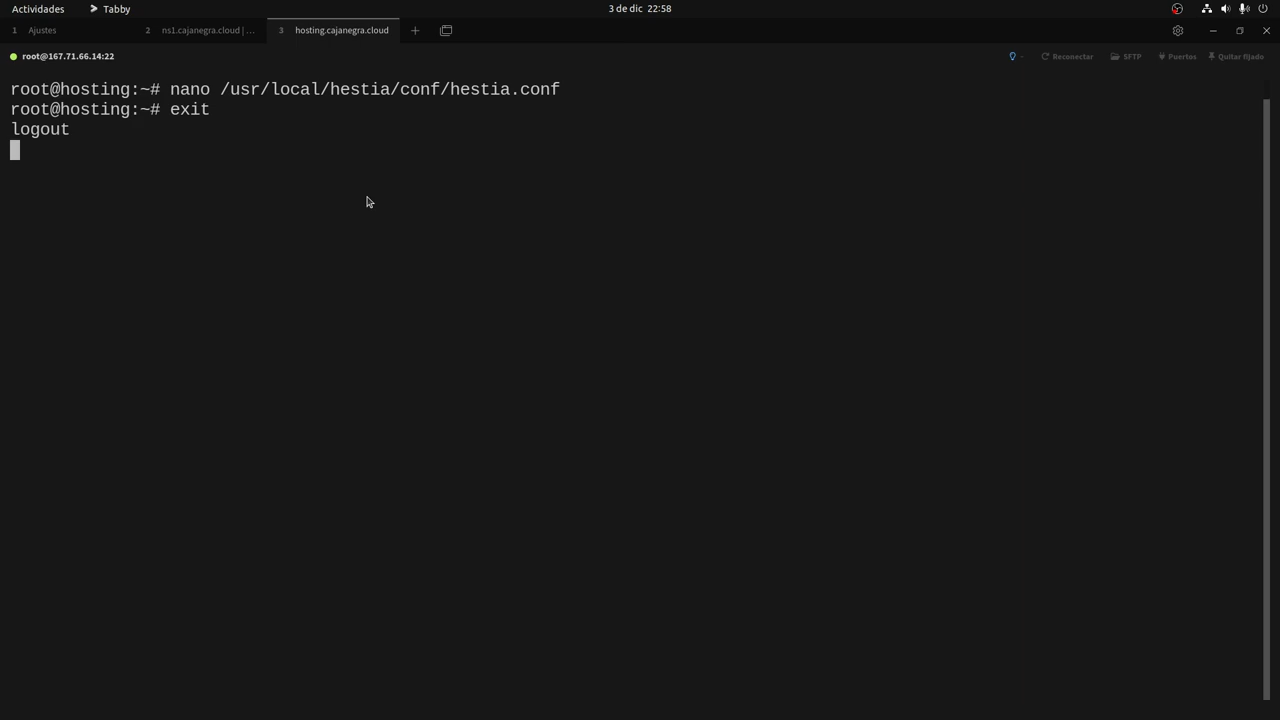 Actividades Tabby 3 de dic 22:58
1 Ajustes 2 ns1.cajanegra.cloud | ... 3 hosting.cajanegra.cloud
root@167.71.66.14:22 Reconectar SFTP Puertos Quitar fijado
root@hosting:~# nano /usr/local/hestia/conf/hestia.conf
root@hosting:~# exit
logout